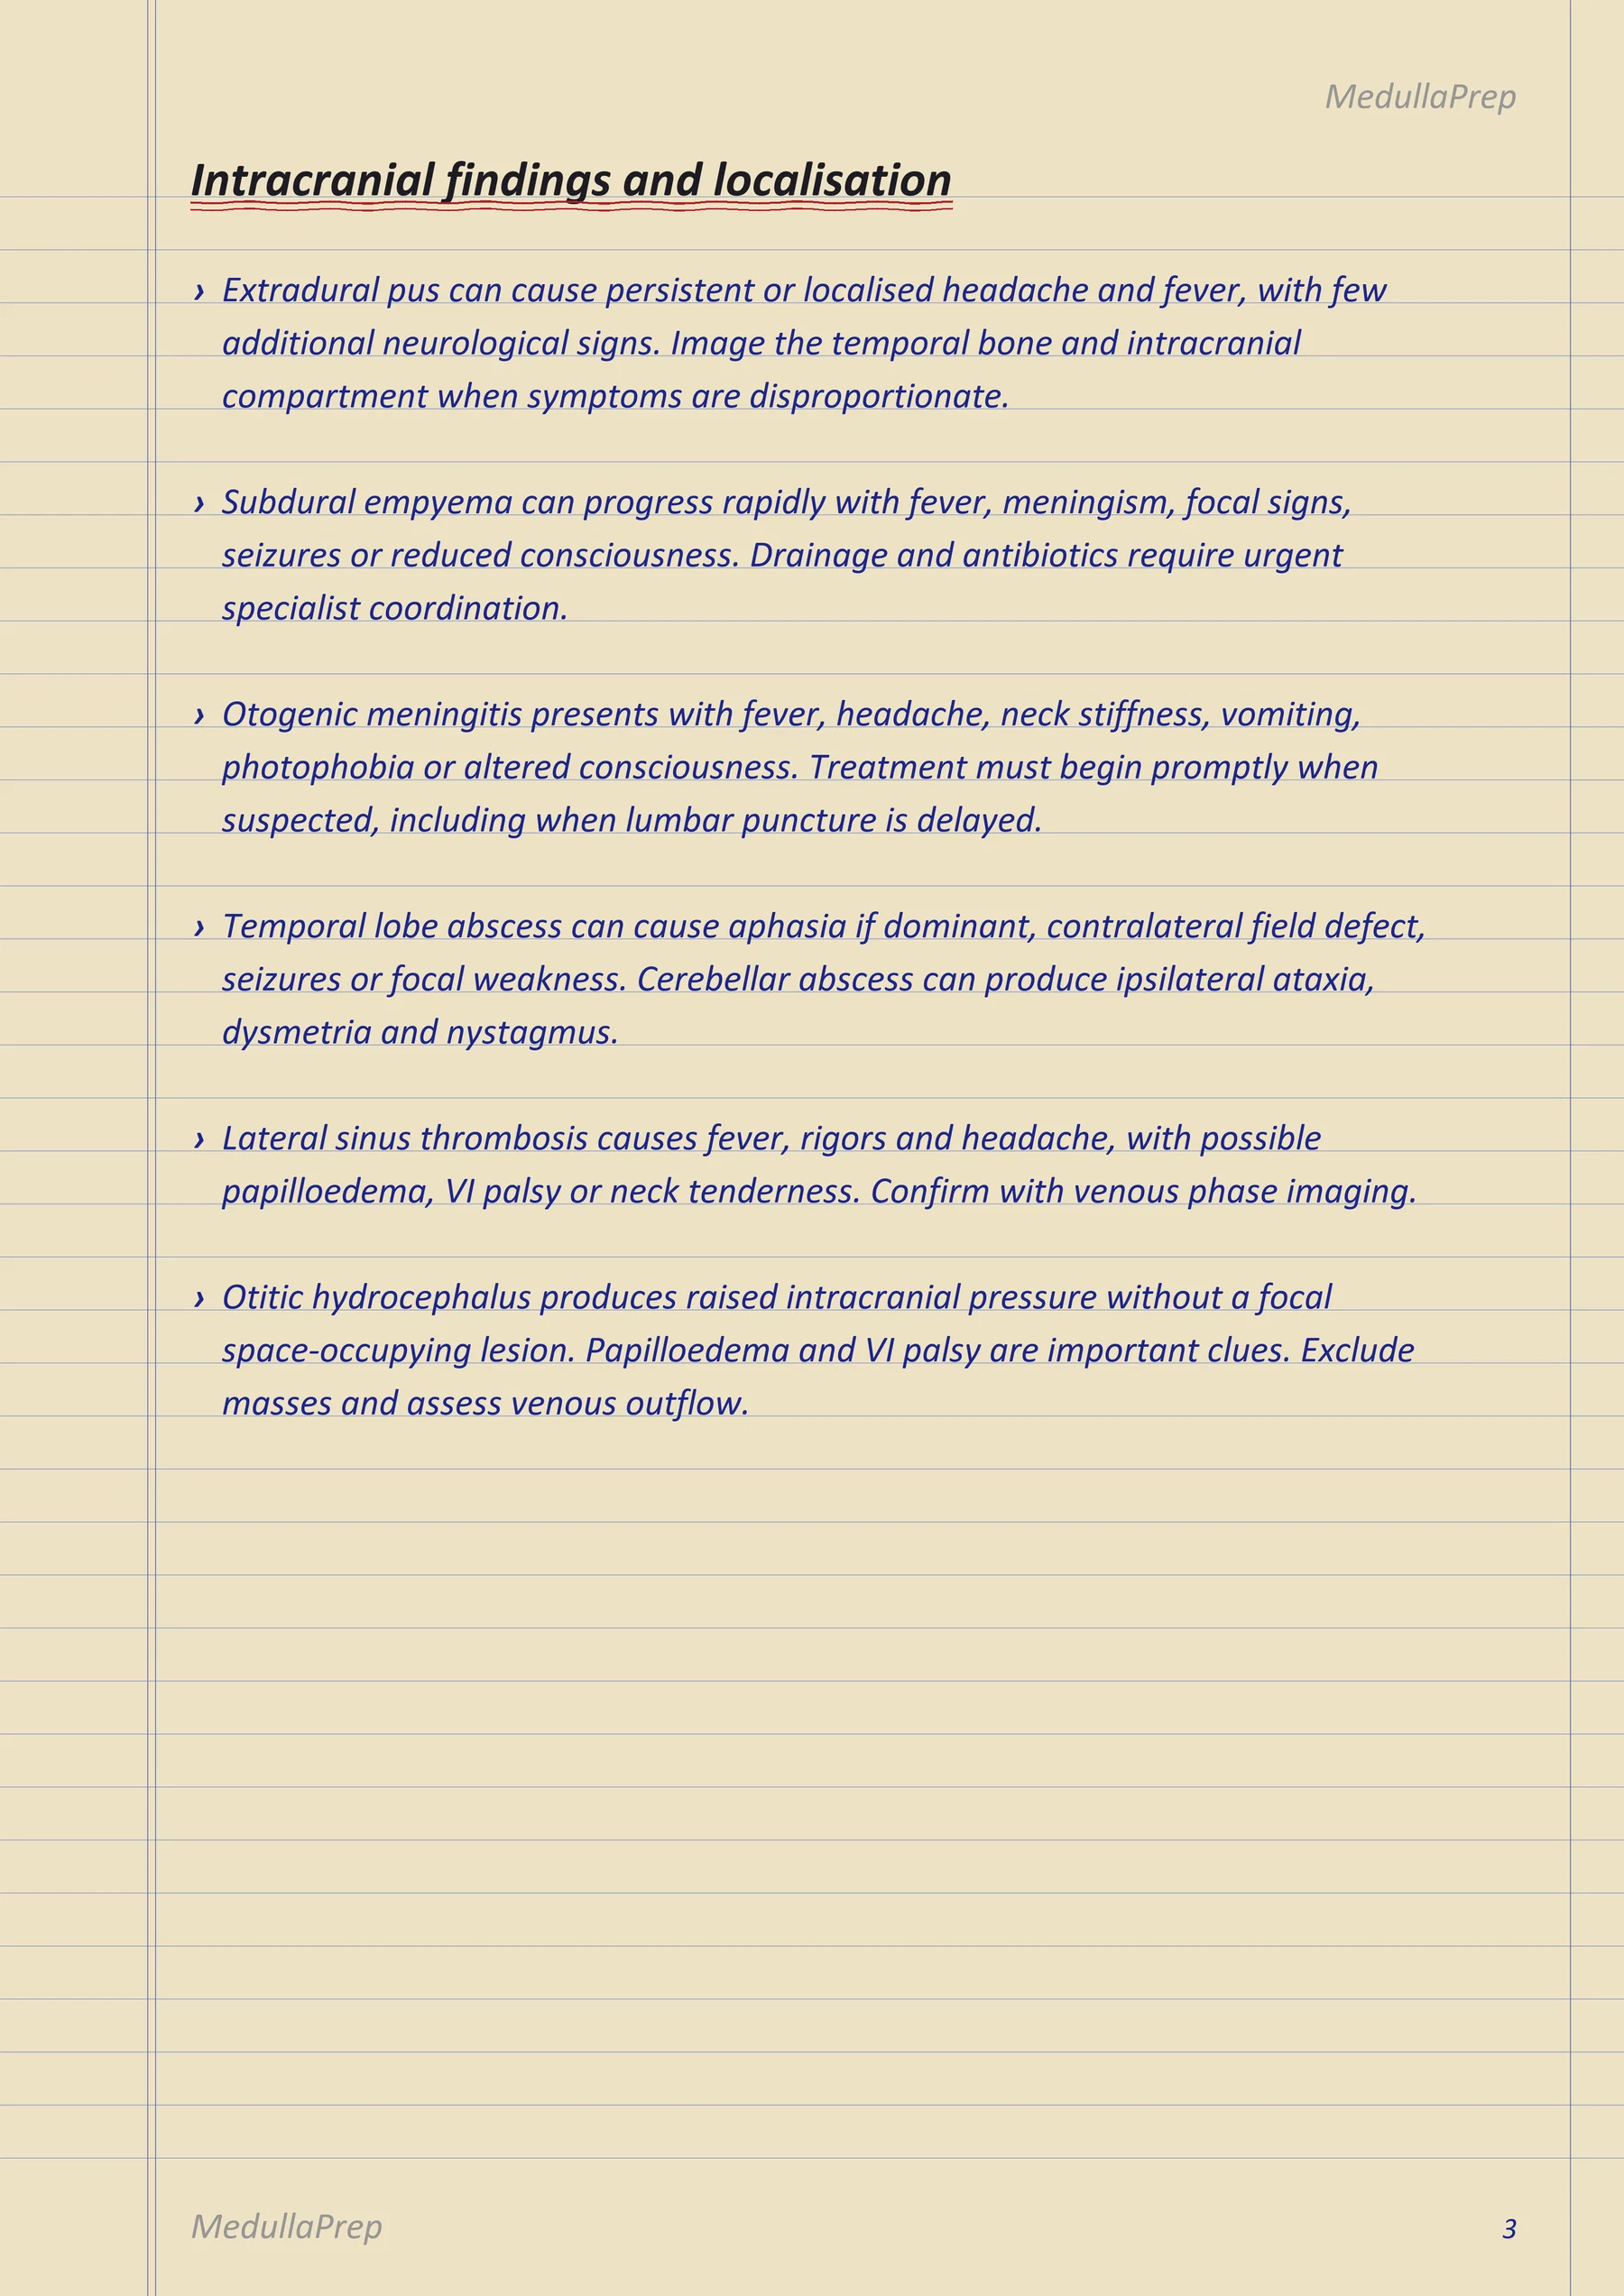 MedullaPrep
Intracranial findings and localisation
› Extradural pus can cause persistent or localised headache and fever, with few
additional neurological signs. Image the temporal bone and intracranial
compartment when symptoms are disproportionate.
› Subdural empyema can progress rapidly with fever, meningism, focal signs,
seizures or reduced consciousness. Drainage and antibiotics require urgent
specialist coordination.
› Otogenic meningitis presents with fever, headache, neck stiffness, vomiting,
photophobia or altered consciousness. Treatment must begin promptly when
suspected, including when lumbar puncture is delayed.
› Temporal lobe abscess can cause aphasia if dominant, contralateral field defect,
seizures or focal weakness. Cerebellar abscess can produce ipsilateral ataxia,
dysmetria and nystagmus.
› Lateral sinus thrombosis causes fever, rigors and headache, with possible
papilloedema, VI palsy or neck tenderness. Confirm with venous phase imaging.
› Otitic hydrocephalus produces raised intracranial pressure without a focal
space-occupying lesion. Papilloedema and VI palsy are important clues. Exclude
masses and assess venous outflow.
MedullaPrep
3